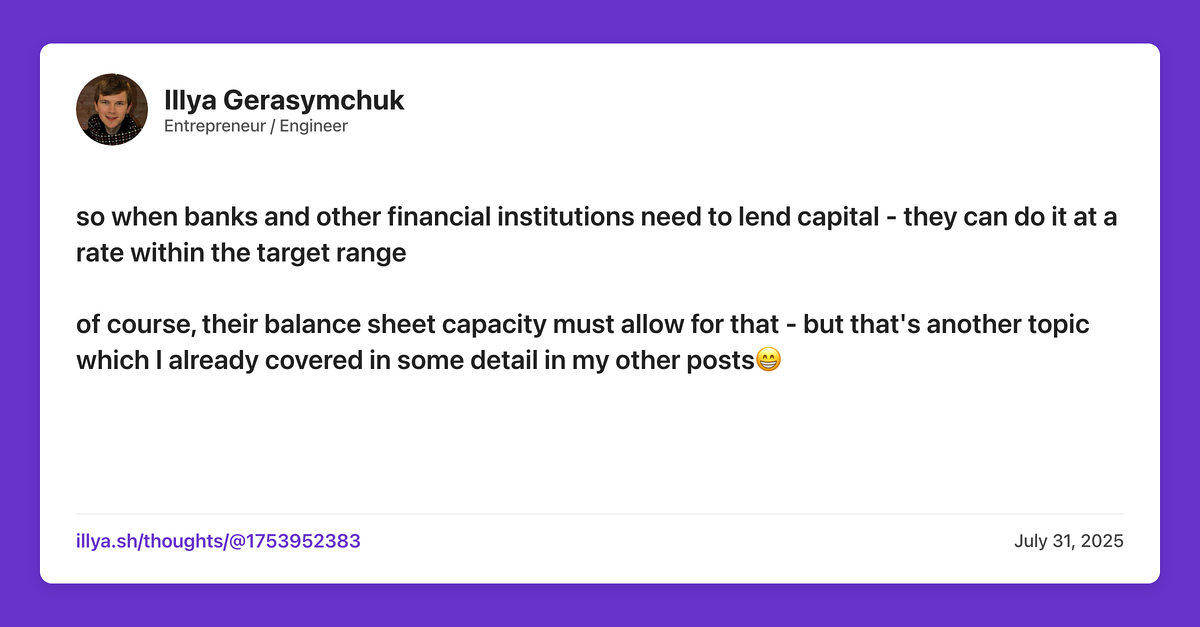 Illya Gerasymchuk
Entrepreneur / Engineer
so when banks and other financial institutions need to lend capital - they can do it at a
rate within the target range
of course, their balance sheet capacity must allow for that - but that's another topic
which I already covered in some detail in my other posts😁
illya.sh/thoughts/@1753952383
July 31, 2025